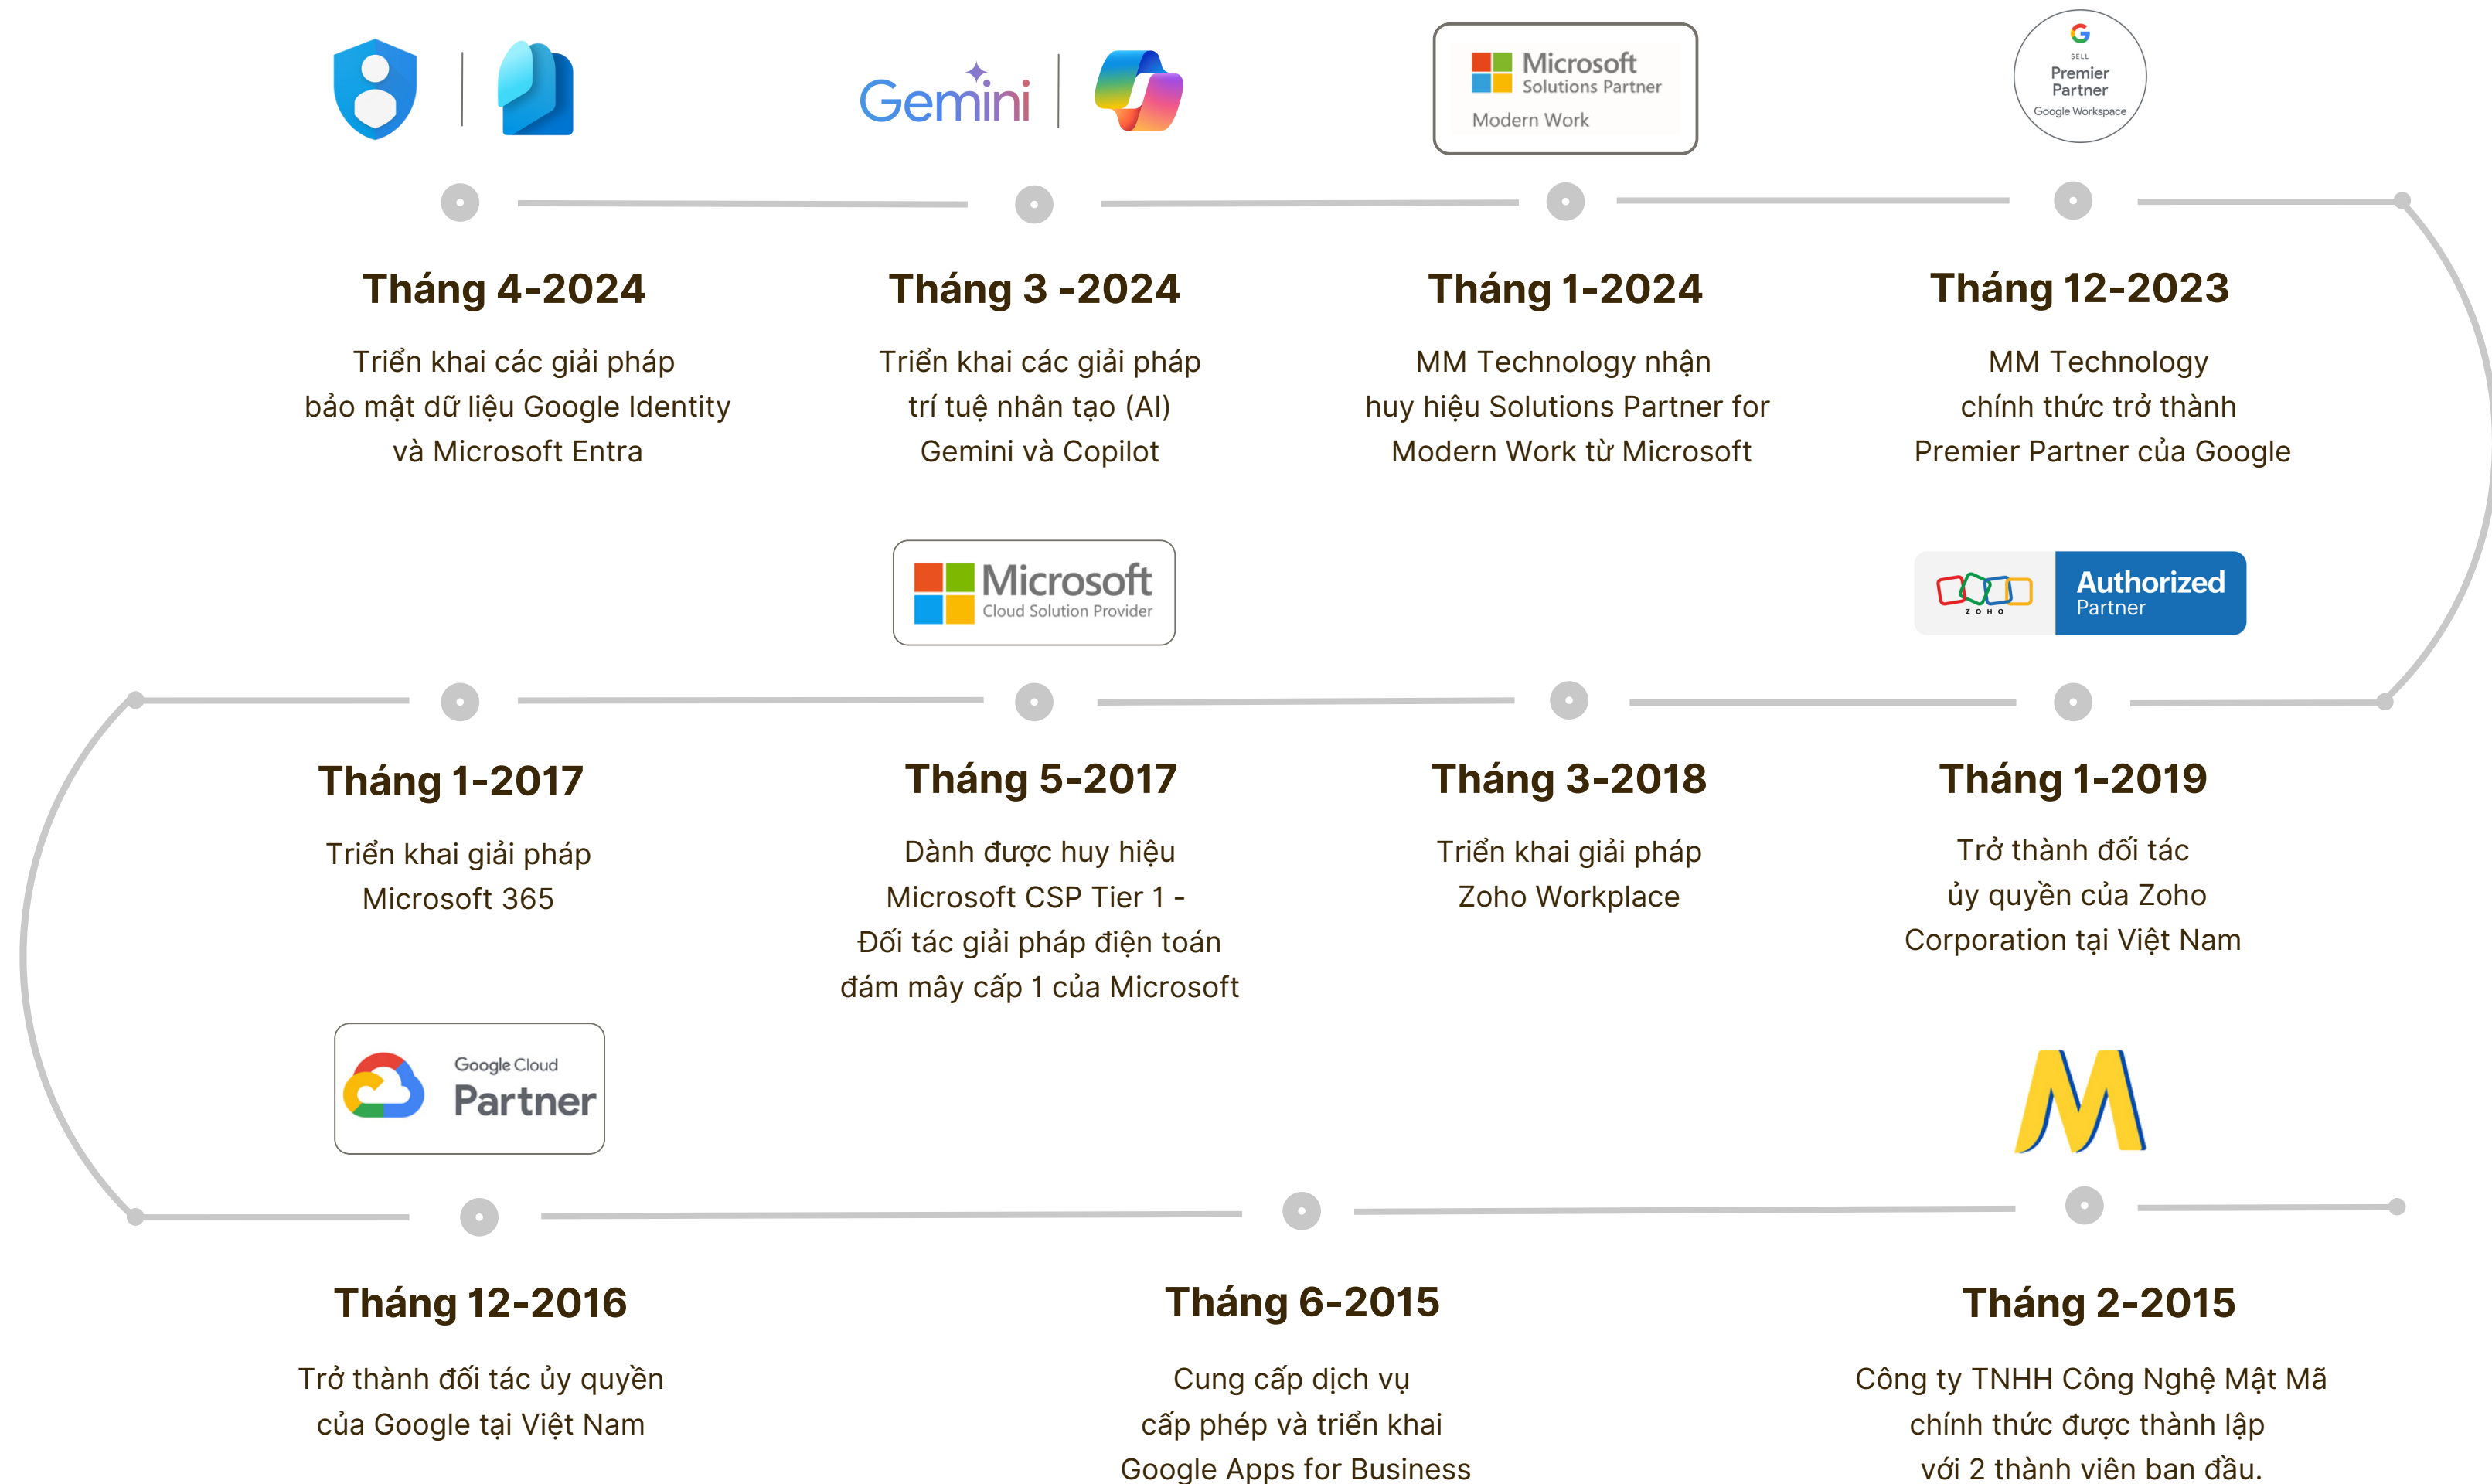 Gemini
Microsoft
Solutions Partner
Modern Work
SELL
Premier
Partner
Google Workspace
Tháng 4-2024
Triển khai các giải pháp
bảo mật dữ liệu Google Identity
và Microsoft Entra
Tháng 3 -2024
Triển khai các giải pháp
trí tuệ nhân tạo (AI)
Gemini và Copilot
Tháng 1-2024
MM Technology nhận
huy hiệu Solutions Partner for
Modern Work từ Microsoft
Tháng 12-2023
MM Technology
chính thức trở thành
Premier Partner của Google
Microsoft
Cloud Solution Provider
ZOHO
Authorized
Partner
Tháng 1-2017
Triển khai giải pháp
Microsoft 365
Tháng 5-2017
Dành được huy hiệu
Microsoft CSP Tier 1 -
Đối tác giải pháp điện toán
đám mây cấp 1 của Microsoft
Tháng 3-2018
Triển khai giải pháp
Zoho Workplace
Tháng 1-2019
Trở thành đối tác
ủy quyền của Zoho
Corporation tại Việt Nam
Google Cloud
Partner
Tháng 12-2016
Trở thành đối tác ủy quyền
của Google tại Việt Nam
Tháng 6-2015
Cung cấp dịch vụ
cấp phép và triển khai
Google Apps for Business
Tháng 2-2015
Công ty TNHH Công Nghệ Mật Mã
chính thức được thành lập
với 2 thành viên ban đầu.